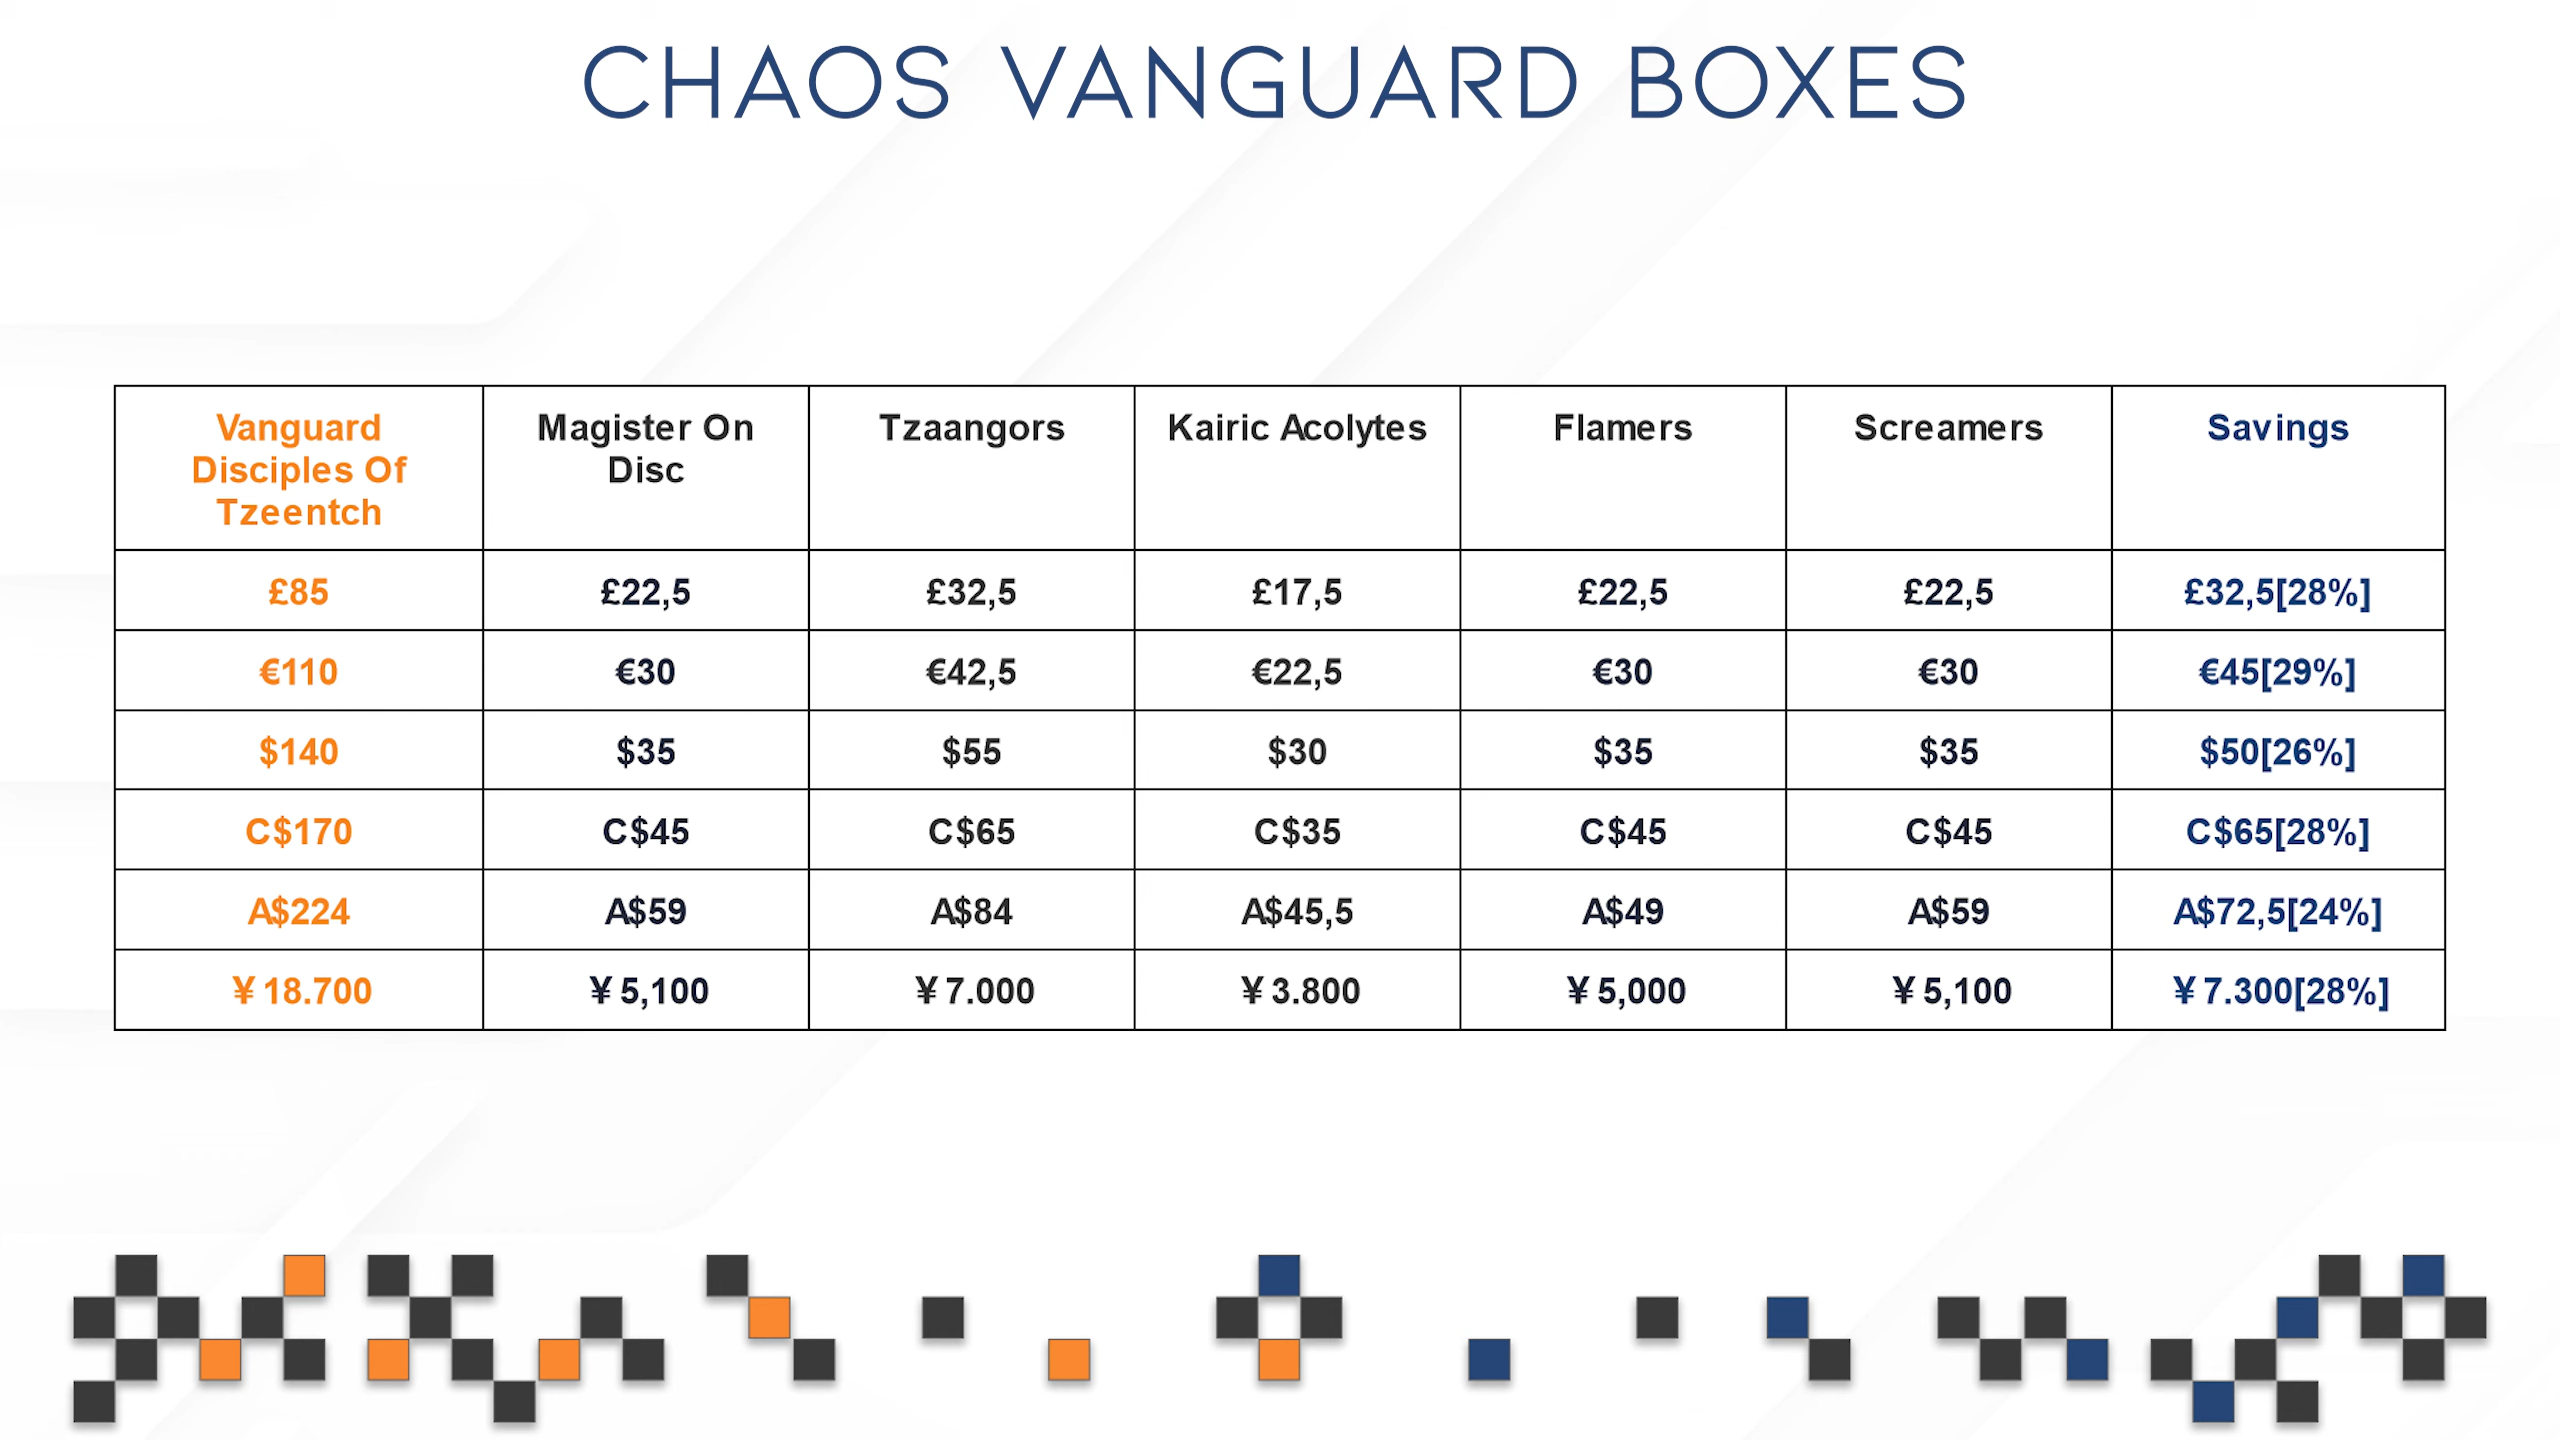 CHAOS VANGUARD BOXES
Vanguard Disciples Of Tzeentch Magister On Disc Tzaangors Kairic Acolytes Flamers Screamers Savings
£85 £22,5 £32,5 £17,5 £22,5 £22,5 £32,5[28%]
€110 €30 €42,5 €22,5 €30 €30 €45[29%]
$140 $35 $55 $30 $35 $35 $50[26%]
C$170 C$45 C$65 C$35 C$45 C$45 C$65[28%]
A$224 A$59 A$84 A$45,5 A$49 A$59 A$72,5[24%]
¥18.700 ¥5,100 ¥7.000 ¥3.800 ¥5,000 ¥5,100 ¥7.300[28%]